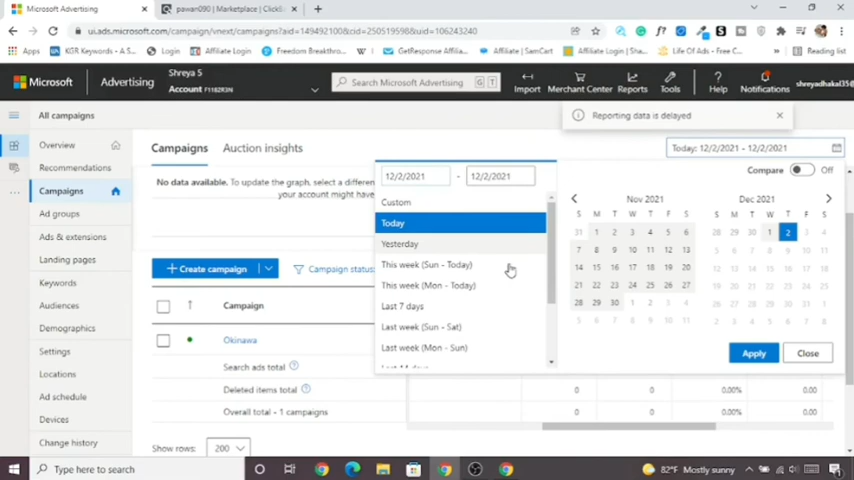 Microsoft Advertising
pawan090 | Marketplace | ClickB
ui.ads.microsoft.com/campaign/vnext/campaigns?aid=149492100&cid=250519598&uid=106243240
Apps
KGR Keywords - A S...
Login
Affiliate Login
Freedom Breakthro...
W
GetResponse Affilia...
Affiliate | SamCart
Affiliate Login | Sha...
Life Of Ads - Free C...
Reading list
Microsoft
Advertising
Shreya S
Account F1182R3N
Search Microsoft Advertising
G T
Import
Merchant Center
Reports
Tools
Help
Notifications
shreyadhakal35@
All campaigns
Reporting data is delayed
Overview
Recommendations
Campaigns
Ad groups
Ads & extensions
Landing pages
Keywords
Audiences
Demographics
Settings
Locations
Ad schedule
Devices
Change history
Campaigns
Auction insights
Today: 12/2/2021 - 12/2/2021
No data available. To update the graph, select a differen
your account might have
12/2/2021 - 12/2/2021
Custom
Today
Yesterday
This week (Sun - Today)
This week (Mon - Today)
Last 7 days
Last week (Sun - Sat)
Last week (Mon - Sun)
Last 14 days
Compare
Off
Nov 2021
S M T W T F S
31 1 2 3 4 5 6
7 8 9 10 11 12 13
14 15 16 17 18 19 20
21 22 23 24 25 26 27
28 29 30 1 2 3 4
5 6 7 8 9 10 11
Dec 2021
S M T W T F S
28 29 30 1 2 3 4
5 6 7 8 9 10 11
12 13 14 15 16 17 18
19 20 21 22 23 24 25
26 27 28 29 30 31 1
2 3 4 5 6 7 8
Apply
Close
Create campaign
Campaign status:
Campaign
Okinawa
Search ads total
Deleted items total
0 0 0.00% 0.00
Overall total - 1 campaigns
0 0 0.00% 0.00
Show rows: 200
Type here to search
82°F Mostly sunny